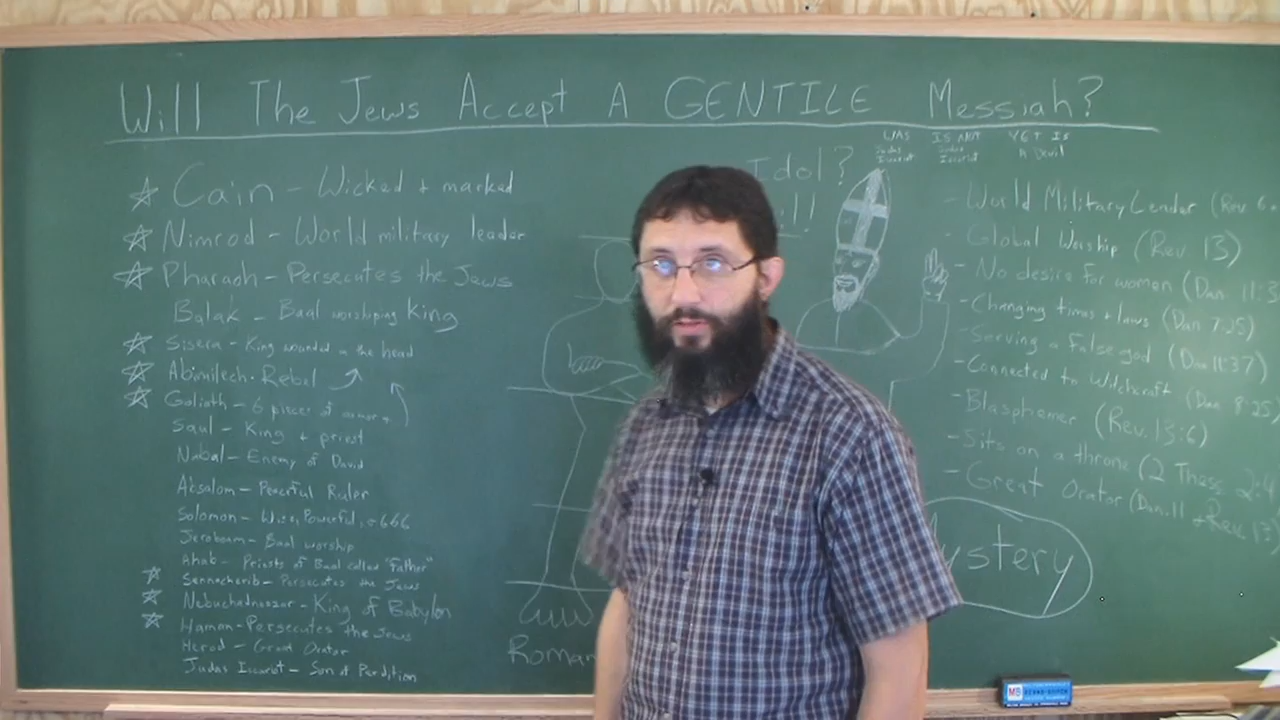 Will The Jews Accept A GENTILE Messiah?
WAS IS NOT YET IS
Judas Iscariot Judas Iscariot A Devil
Cain - Wicked + marked
Nimrod - World military leader
Pharaoh - Persecutes the Jews
Balak - Baal worshiping King
Sisera - King wounded in the head
Abimilech - Rebel
Goliath - 6 pieces of armor
Saul - King + priest
Nabal - Enemy of David
Absalom - Peaceful Ruler
Solomon - Wise, Powerful, 666
Jeroboam - Baal worship
Ahab - Priests of Baal called "Father"
Sennacherib - Persecutes the Jews
Nebuchadnezzar - King of Babylon
Haman - Persecutes the Jews
Herod - Great Orator
Judas Iscariot - Son of Perdition
Idol?
!!
Roman
- World Military Leader (Rev. 6
- Global Worship (Rev. 13)
- No desire for women (Dan. 11:3
- Changing times + laws (Dan 7:25)
- Serving a False god (Dan 11:37)
- Connected to Witchcraft (Dan 8:25)
- Blasphemer (Rev. 13:6)
- Sits on a throne (2 Thess 2:4
- Great Orator (Dan. 11 + Rev. 13)
ystery